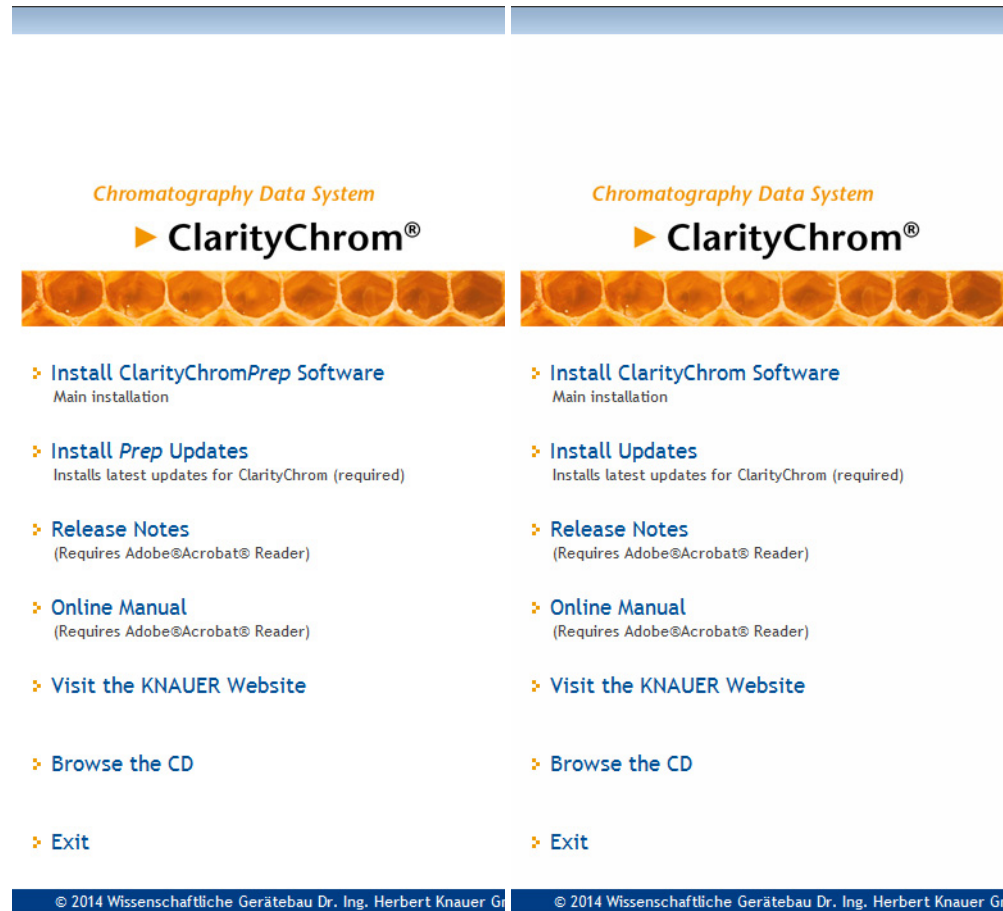 Chromatography Data System
ClarityChrom®
Install ClarityChromPrep Software
Main installation
Install Prep Updates
Installs latest updates for ClarityChrom (required)
Release Notes
(Requires Adobe®Acrobat® Reader)
Online Manual
(Requires Adobe®Acrobat® Reader)
Visit the KNAUER Website
Browse the CD
Exit
© 2014 Wissenschaftliche Gerätebau Dr. Ing. Herbert Knauer
Chromatography Data System
ClarityChrom®
Install ClarityChrom Software
Main installation
Install Updates
Installs latest updates for ClarityChrom (required)
Release Notes
(Requires Adobe®Acrobat® Reader)
Online Manual
(Requires Adobe®Acrobat® Reader)
Visit the KNAUER Website
Browse the CD
Exit
© 2014 Wissenschaftliche Gerätebau Dr. Ing. Herbert Knauer